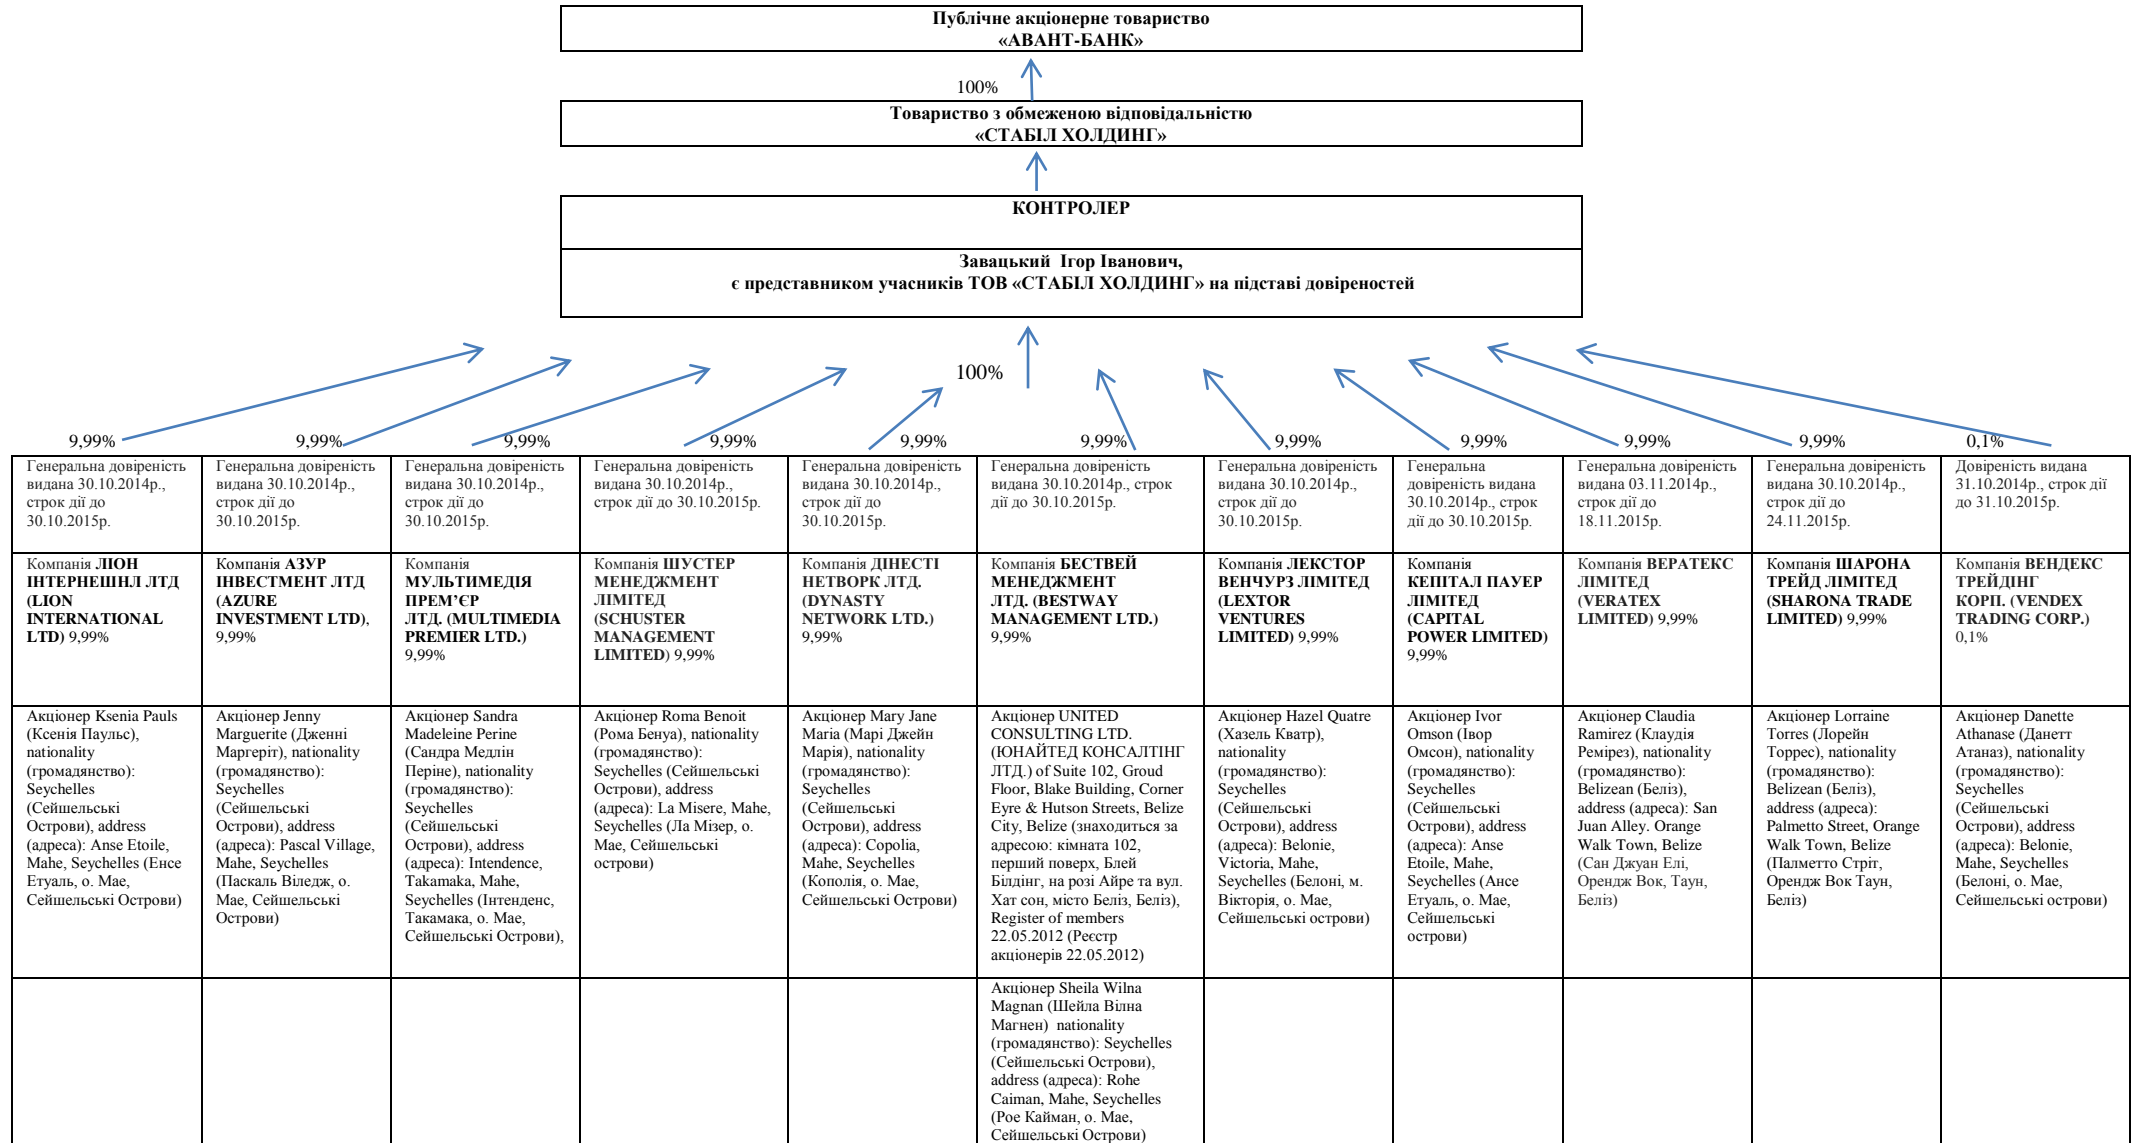 Публічне акціонерне товариство
«АВАНТ-БАНК»
100%
Товариство з обмеженою відповідальністю
«СТАБІЛ ХОЛДИНГ»
КОНТРОЛЕР
Завацький Ігор Іванович,
є представником учасників ТОВ «СТАБІЛ ХОЛДИНГ» на підставі довіреностей
100%
9,99%
9,99%
9,99%
9,99%
9,99%
9,99%
9,99%
9,99%
9,99%
9,99%
0,1%
Генеральна довіреність
видана 30.10.2014р.,
строк дії до
30.10.2015р.
Генеральна довіреність
видана 30.10.2014р.,
строк дії до
30.10.2015р.
Генеральна довіреність
видана 30.10.2014р.,
строк дії до
30.10.2015р.
Генеральна довіреність
видана 30.10.2014р.,
строк дії до 30.10.2015р.
Генеральна довіреність
видана 30.10.2014р.,
строк дії до
30.10.2015р.
Генеральна довіреність
видана 30.10.2014р., строк
дії до 30.10.2015р.
Генеральна довіреність
видана 30.10.2014р.,
строк дії до
30.10.2015р.
Генеральна
довіреність видана
30.10.2014р., строк
дії до 30.10.2015р.
Генеральна довіреність
видана 03.11.2014р.,
строк дії до
18.11.2015р.
Генеральна довіреність
видана 30.10.2014р.,
строк дії до
24.11.2015р.
Довіреність видана
31.10.2014р., строк дії
до 31.10.2015р.
Компанія ЛІОН
ІНТЕРНЕШНЛ ЛТД
(LION
INTERNATIONAL
LTD) 9,99%
Компанія АЗУР
ІНВЕСТМЕНТ ЛТД
(AZURE
INVESTMENT LTD),
9,99%
Компанія
МУЛЬТИМЕДІЯ
ПРЕМ’ЄР
ЛТД. (MULTIMEDIA
PREMIER LTD.)
9,99%
Компанія ШУСТЕР
МЕНЕДЖМЕНТ
ЛІМІТЕД
(SCHUSTER
MANAGEMENT
LIMITED) 9,99%
Компанія ДІНЕСТІ
НЕТВОРК ЛТД.
(DYNASTY
NETWORK LTD.)
9,99%
Компанія БЕСТВЕЙ
МЕНЕДЖМЕНТ
ЛТД. (BESTWAY
MANAGEMENT LTD.)
9,99%
Компанія ЛЕКСТОР
ВЕНЧУРЗ ЛІМІТЕД
(LEXTOR
VENTURES
LIMITED) 9,99%
Компанія
КЕПІТАЛ ПАУЕР
ЛІМІТЕД
(CAPITAL
POWER LIMITED)
9,99%
Компанія ВЕРАТЕКС
ЛІМІТЕД
(VERATEX
LIMITED) 9,99%
Компанія ШАРОНА
ТРЕЙД ЛІМІТЕД
(SHARONA TRADE
LIMITED) 9,99%
Компанія ВЕНДЕКС
ТРЕЙДІНГ
КОРП. (VENDEX
TRADING CORP.)
0,1%
Акціонер Ksenia Pauls
(Ксенія Паульс),
nationality
(громадянство):
Seychelles
(Сейшельські
Острови), address
(адреса): Anse Etoile,
Mahe, Seychelles (Енсе
Етуаль, о. Мае,
Сейшельські Острови)
Акціонер Jenny
Marguerite (Дженні
Маргеріт), nationality
(громадянство):
Seychelles
(Сейшельські
Острови), address
(адреса): Pascal Village,
Mahe, Seychelles
(Паскаль Віледж, о.
Мае, Сейшельські
Острови)
Акціонер Sandra
Madeleine Perine
(Сандра Медлін
Періне), nationality
(громадянство):
Seychelles
(Сейшельські
Острови), address
(адреса): Intendence,
Takamaka, Mahe,
Seychelles (Інтенденс,
Такамака, о. Мае,
Сейшельські Острови),
Акціонер Roma Benoit
(Рома Бенуа), nationality
(громадянство):
Seychelles (Сейшельські
Острови), address
(адреса): La Misere, Mahe,
Seychelles (Ла Мізер, о.
Мае, Сейшельські
острови)
Акціонер Mary Jane
Maria (Марі Джейн
Марія), nationality
(громадянство):
Seychelles
(Сейшельські
Острови), address
(адреса): Copolia,
Mahe, Seychelles
(Кополія, о. Мае,
Сейшельські Острови)
Акціонер UNITED
CONSULTING LTD.
(ЮНАЙТЕД КОНСАЛТІНГ
ЛТД.) of Suite 102, Groud
Floor, Blake Building, Corner
Eyre & Hutson Streets, Belize
City, Belize (знаходиться за
адресою: кімната 102,
перший поверх, Блей
Білдінг, на розі Айре та вул.
Хат сон, місто Беліз, Беліз),
Register of members
22.05.2012 (Реєстр
акціонерів 22.05.2012)
Акціонер Hazel Quatre
(Хазель Кватр),
nationality
(громадянство):
Seychelles
(Сейшельські
Острови), address
(адреса): Belonie,
Victoria, Mahe,
Seychelles (Белоні, м.
Вікторія, о. Мае,
Сейшельські острови)
Акціонер Ivor
Omson (Івор
Омсон), nationality
(громадянство):
Seychelles
(Сейшельські
Острови), address
(адреса): Anse
Etoile, Mahe,
Seychelles (Ансе
Етуаль, о. Мае,
Сейшельські
острови)
Акціонер Claudia
Ramirez (Клаудія
Ремірез), nationality
(громадянство):
Belizean (Беліз),
address (адреса): San
Juan Alley. Orange
Walk Town, Belize
(Сан Джуан Елі,
Орендж Вок, Таун,
Беліз)
Акціонер Lorraine
Torres (Лорейн
Торрес), nationality
(громадянство):
Belizean (Беліз),
address (адреса):
Palmetto Street, Orange
Walk Town, Belize
(Палметто Стріт,
Орендж Вок Таун,
Беліз)
Акціонер Danette
Athanase (Данетт
Атаназ), nationality
(громадянство):
Seychelles
(Сейшельські
Острови), address
(адреса): Belonie,
Mahe, Seychelles
(Белоні, о. Мае,
Сейшельські острови)
Акціонер Sheila Wilna
Magnan (Шейла Вілна
Магнен) nationality
(громадянство): Seychelles
(Сейшельські Острови),
address (адреса): Rohe
Caiman, Mahe, Seychelles
(Рое Кайман, о. Мае,
Сейшельські Острови)